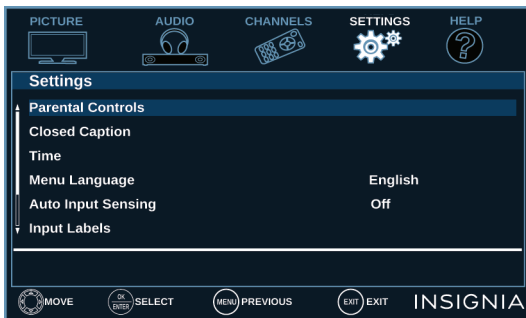 PICTURE AUDIO CHANNELS SETTINGS HELP
Settings
Parental Controls
Closed Caption
Time
Menu Language English
Auto Input Sensing Off
Input Labels
MOVE OK ENTER SELECT MENU PREVIOUS EXIT EXIT INSIGNIA